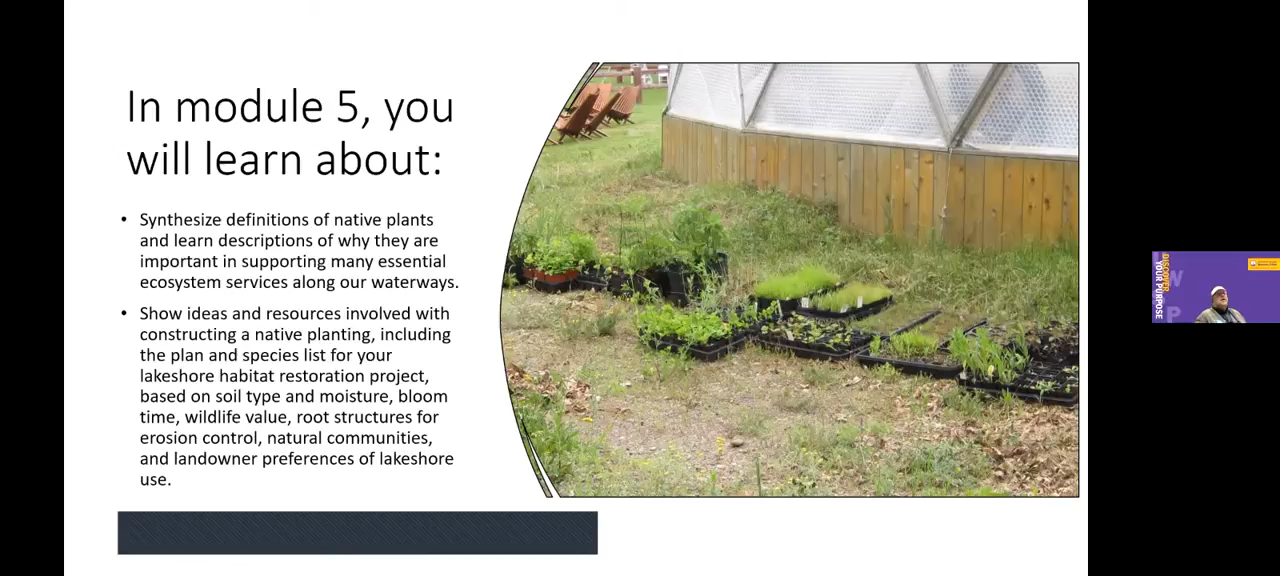 In module 5, you
will learn about:
• Synthesize definitions of native plants
and learn descriptions of why they are
important in supporting many essential
ecosystem services along our waterways.
• Show ideas and resources involved with
constructing a native planting, including
the plan and species list for your
lakeshore habitat restoration project,
based on soil type and moisture, bloom
time, wildlife value, root structures for
erosion control, natural communities,
and landowner preferences of lakeshore
use.
DISCOVER
YOUR PURPOSE